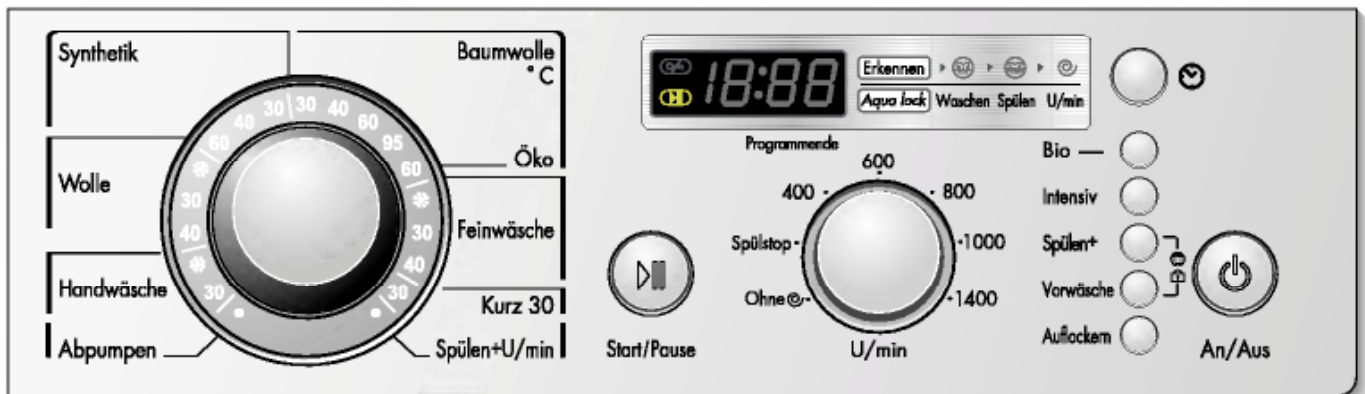 Synthetik
Baumwolle
° C
Öko
Wolle
Feinwäsche
Handwäsche
Kurz 30
Abpumpen
Spülen+U/min
30 40 60 95 60
30 40 30
30 60 40
30 40
30
18:88
Erkennen
Aqua lock Waschen Spülen U/min
Programmende
Start/Pause
400 600 800
Spülstop 1000
Ohne 1400
U/min
Bio
Intensiv
Spülen+
Vorwäsche
Auflockern
An/Aus